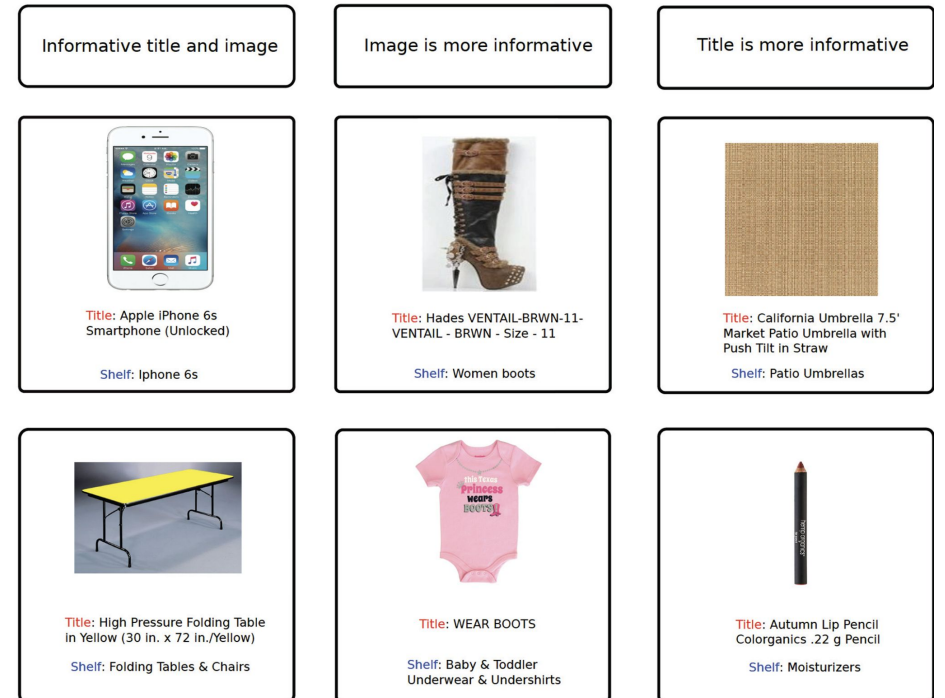 Informative title and image
Image is more informative
Title is more informative
Title: Apple iPhone 6s
Smartphone (Unlocked)
Shelf: Iphone 6s
Title: Hades VENTAIL-BRWN-11-
VENTAIL - BRWN - Size - 11
Shelf: Women boots
Title: California Umbrella 7.5'
Market Patio Umbrella with
Push Tilt in Straw
Shelf: Patio Umbrellas
Title: High Pressure Folding Table
in Yellow (30 in. x 72 in./Yellow)
Shelf: Folding Tables & Chairs
This Texas
Princess
wears
BOOTS
Title: WEAR BOOTS
Shelf: Baby & Toddler
Underwear & Undershirts
Title: Autumn Lip Pencil
Colorganics .22 g Pencil
Shelf: Moisturizers